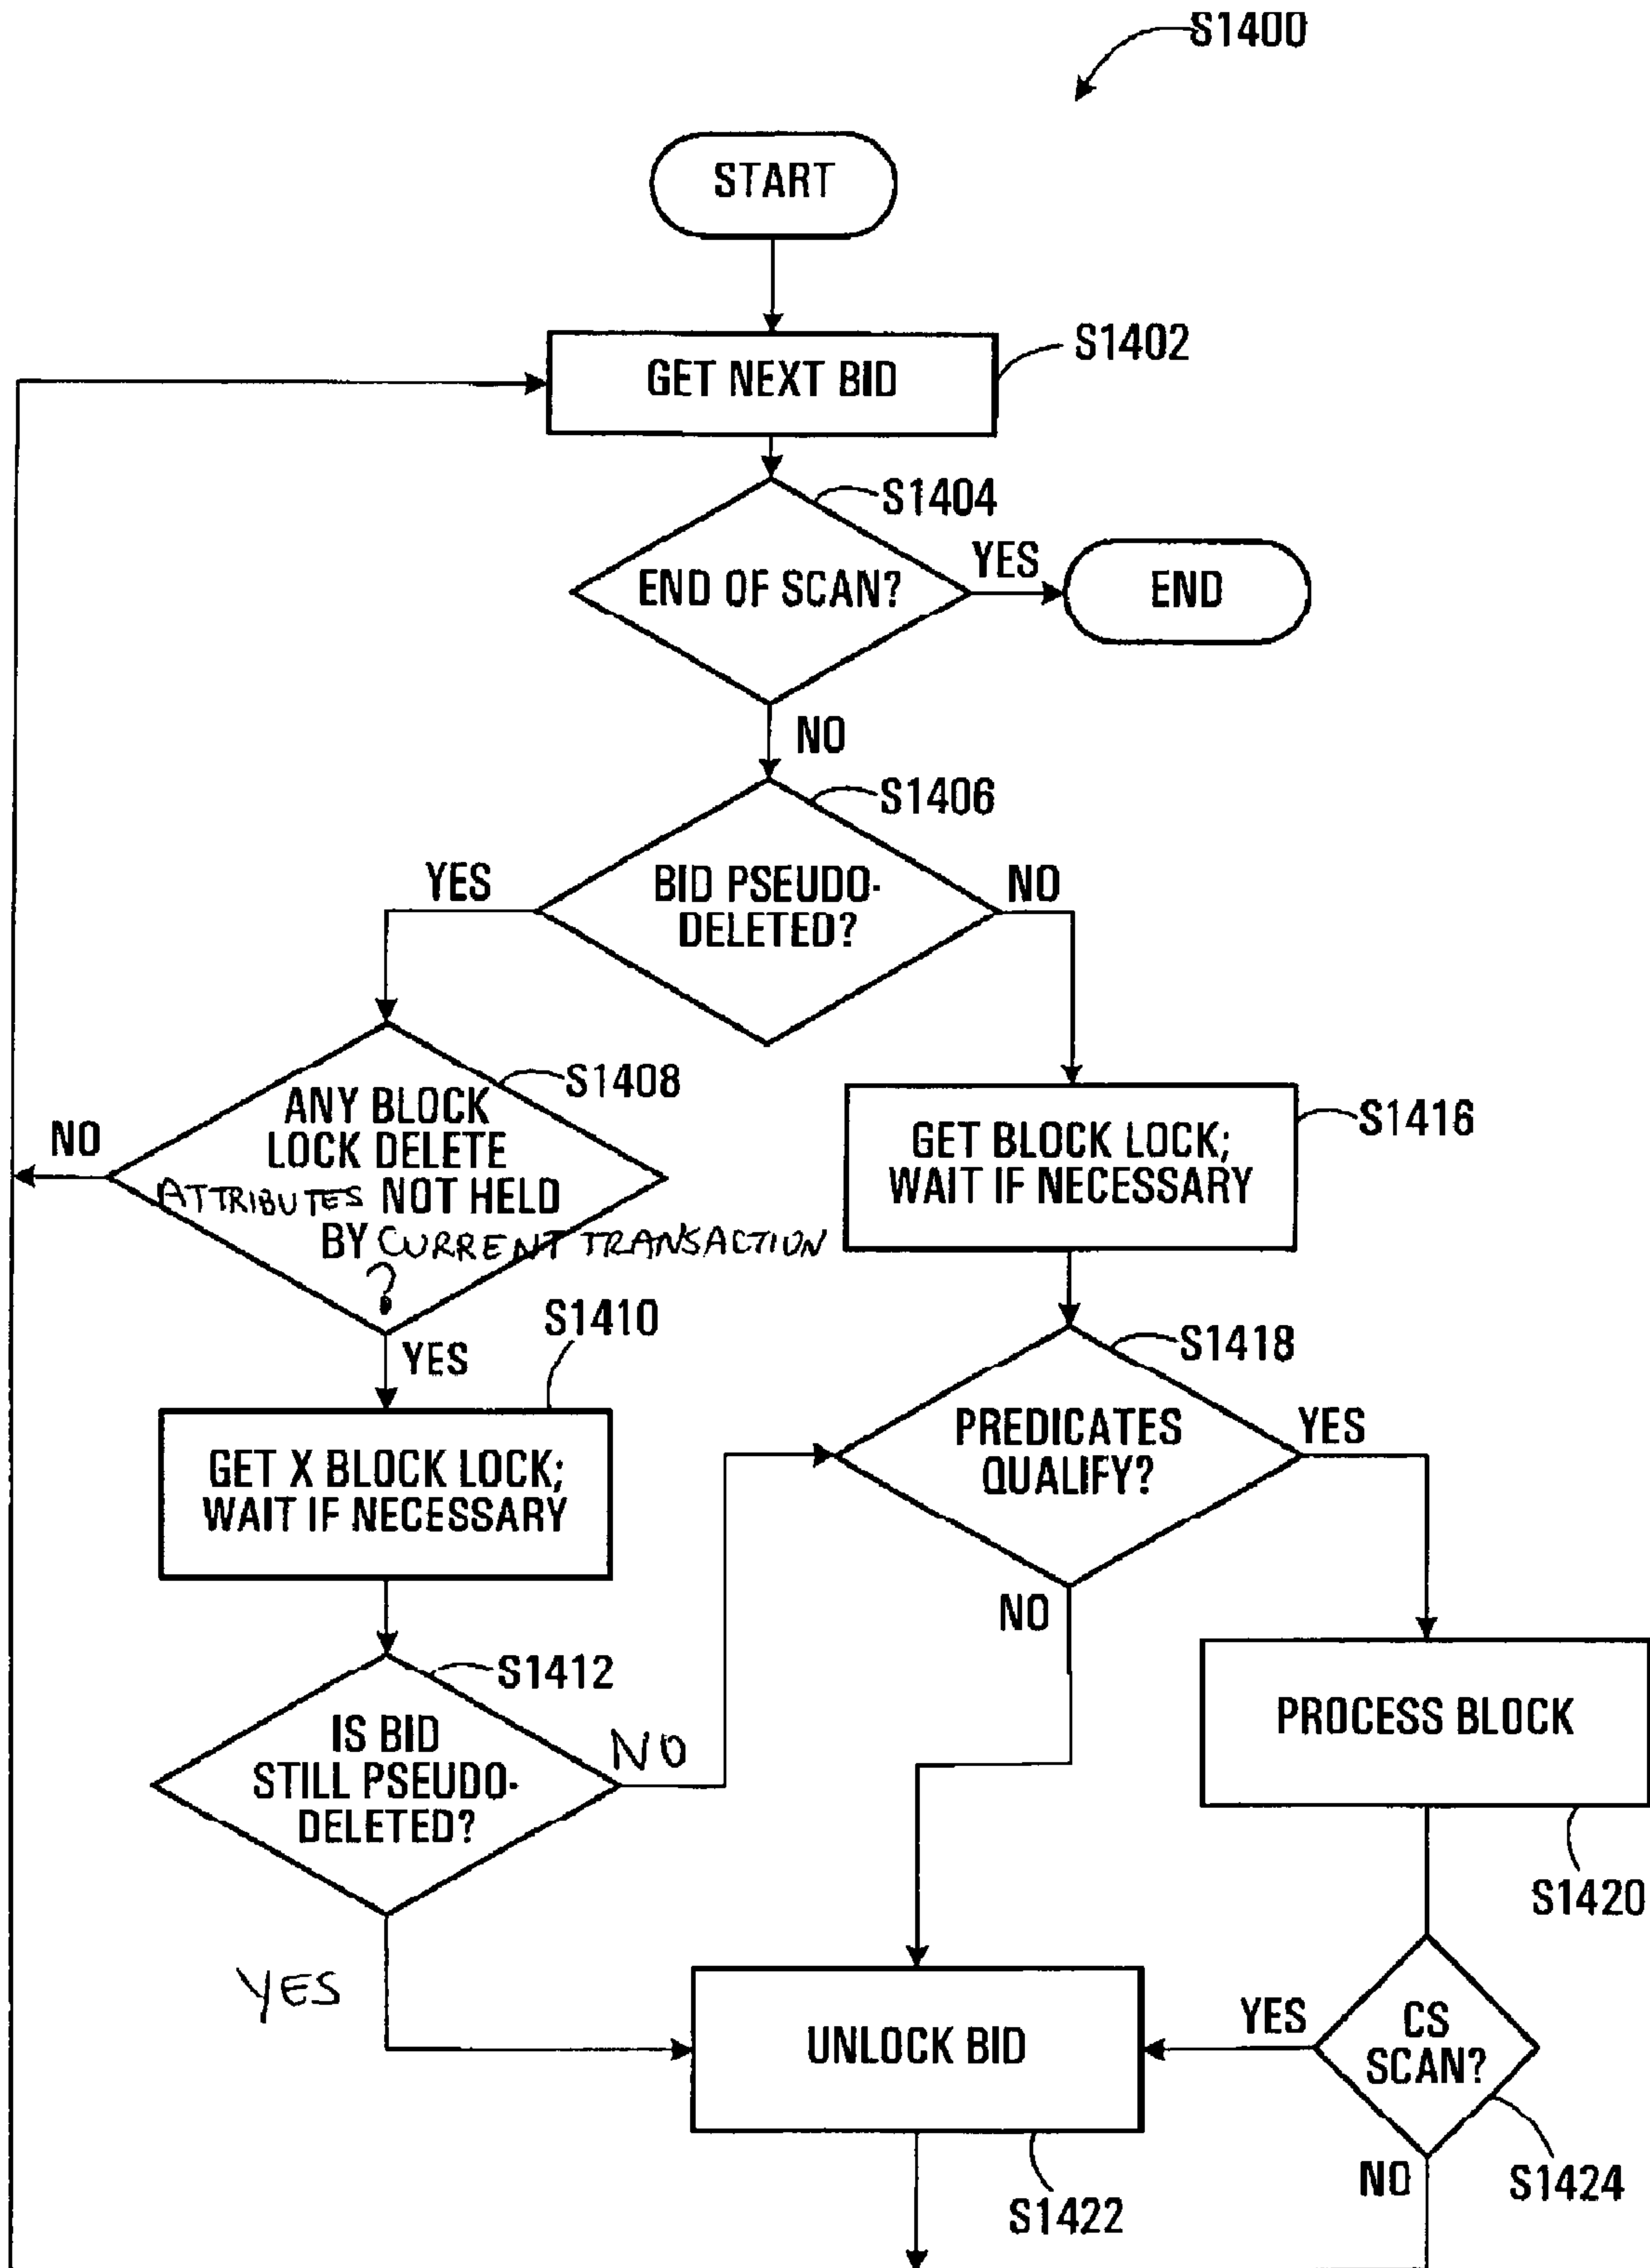 S1400
START
S1402
GET NEXT BID
S1404
END OF SCAN?
YES
END
NO
S1406
BID PSEUDO-
DELETED?
YES
NO
S1408
ANY BLOCK
LOCK DELETE
ATTRIBUTES NOT HELD
BY CURRENT TRANSACTION
?
NO
YES
S1416
GET BLOCK LOCK;
WAIT IF NECESSARY
S1410
GET X BLOCK LOCK;
WAIT IF NECESSARY
S1418
PREDICATES
QUALIFY?
YES
NO
S1412
IS BID
STILL PSEUDO-
DELETED?
NO
YES
PROCESS BLOCK
S1420
UNLOCK BID
S1422
YES
CS
SCAN?
NO
S1424